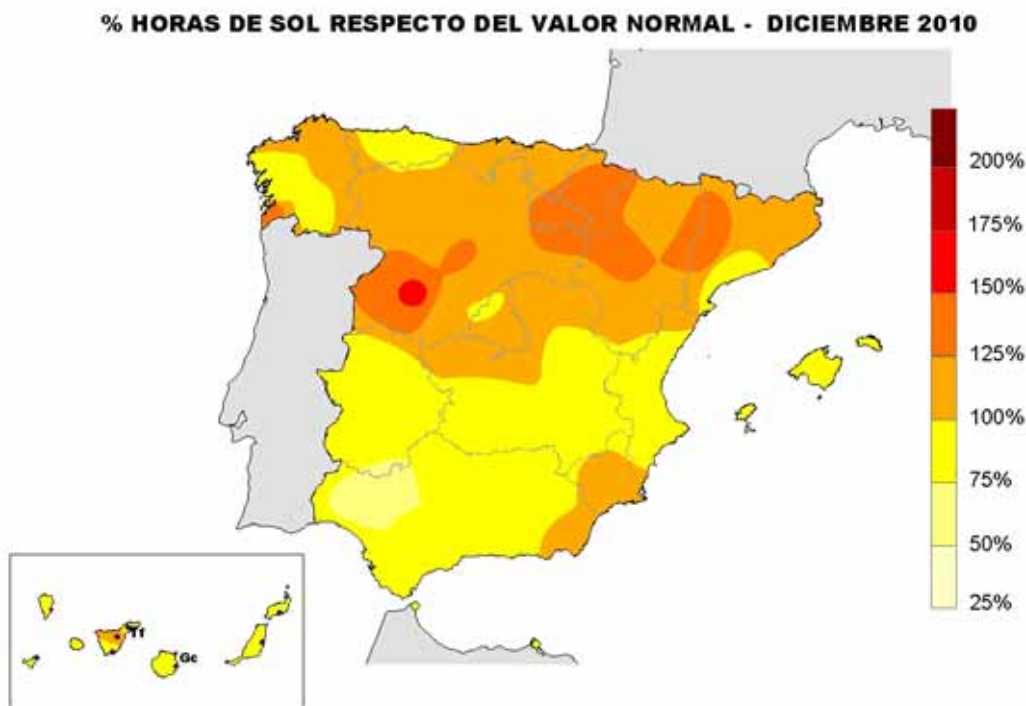 % HORAS DE SOL RESPECTO DEL VALOR NORMAL - DICIEMBRE 2010
200%
175%
150%
125%
100%
75%
50%
25%
Tf
Gc